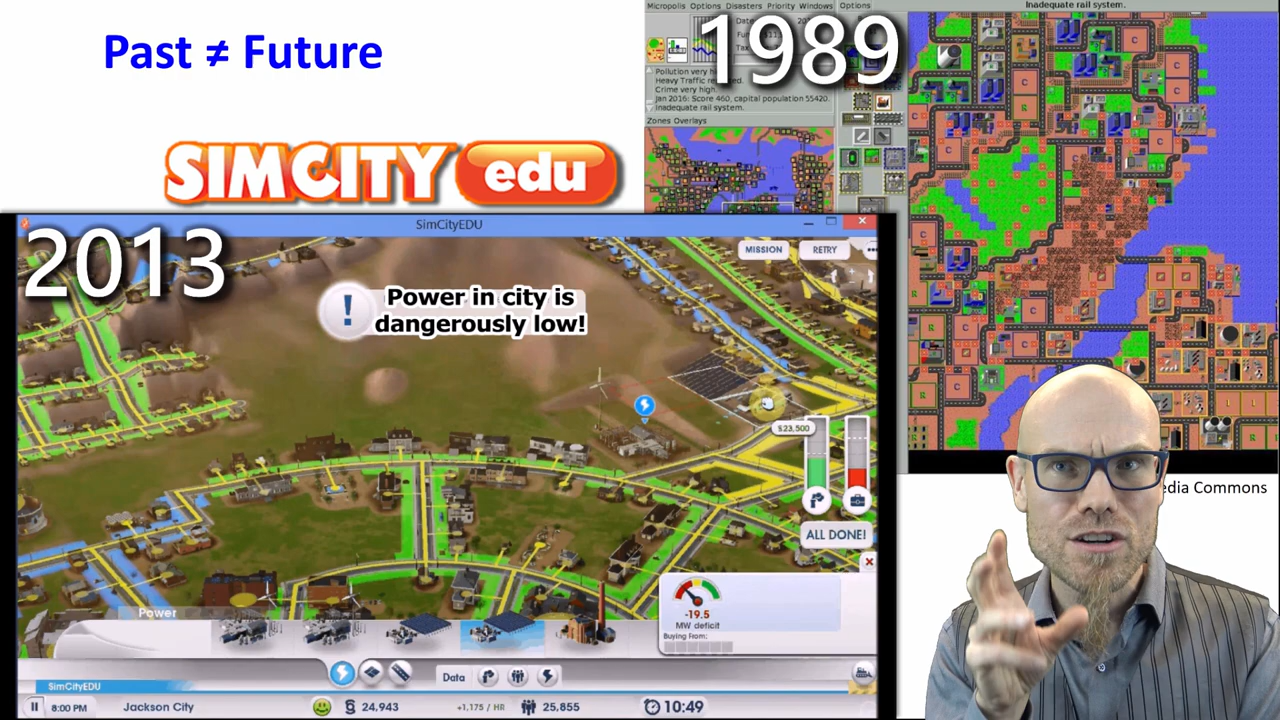 Past ≠ Future
SIMCITY edu
1989
Micropolis Options Disasters Priority Windows
Options
Inadequate rail system.
Heavy Traffic
Crime very high.
Jan 2016: Score 460, capital population 55420.
Inadequate rail system.
Zones Overlays
2013
SimCityEDU
MISSION
RETRY
!
Power in city is
dangerously low!
$23,500
ALL DONE!
-19.5
MW deficit
Buying From:
Power
Data
SimCityEDU
8:00 PM
Jackson City
24,943
+1,175 / HR
25,855
10:49
edia Commons